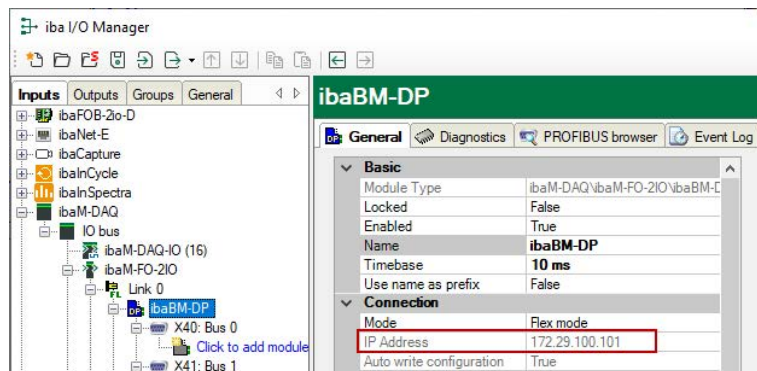 iba I/O Manager
Inputs Outputs Groups General
ibaFOB-2io-D
ibaNet-E
ibaCapture
ibaInCycle
ibaInSpectra
ibaM-DAQ
IO bus
ibaM-DAQ-IO (16)
ibaM-FO-2IO
Link 0
ibaBM-DP
X40: Bus 0
Click to add module
X41: Bus 1
ibaBM-DP
General Diagnostics PROFIBUS browser Event Log
Basic
Module Type ibaM-DAQ\ibaM-FO-2IO\ibaBM-D
Locked False
Enabled True
Name ibaBM-DP
Timebase 10 ms
Use name as prefix False
Connection
Mode Flex mode
IP Address 172.29.100.101
Auto write configuration True